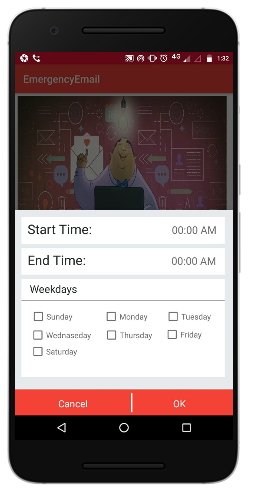 4G 1:32
EmergencyEmail
Start Time: 00:00 AM
End Time: 00:00 AM
Weekdays
Sunday Monday Tuesday
Wednaseday Thursday Friday
Saturday
Cancel OK